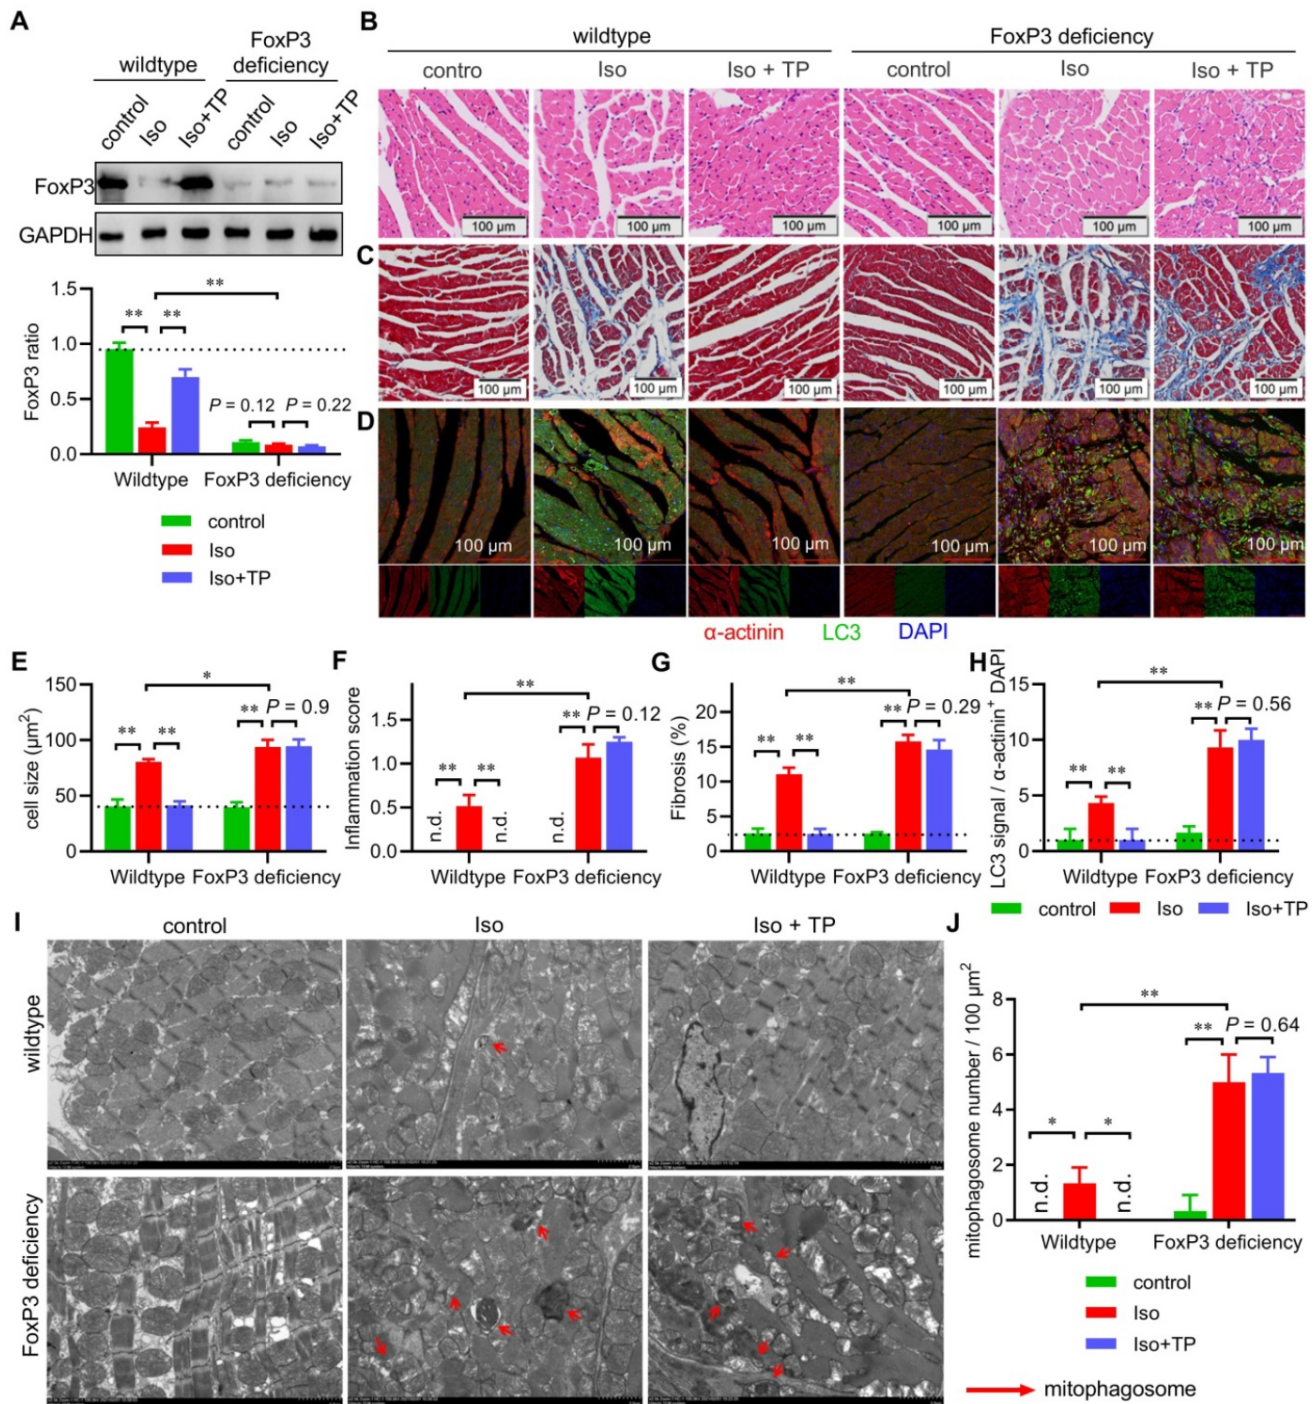 A
FoxP3
deficiency
wildtype
control
Iso
Iso+TP
control
Iso
Iso+TP
FoxP3
GAPDH
FoxP3 ratio
1.5
1.0
0.5
0.0
**
**
**
P = 0.12
P = 0.22
Wildtype
FoxP3 deficiency
control
Iso
Iso+TP
B
wildtype
FoxP3 deficiency
contro
Iso
Iso + TP
control
Iso
Iso + TP
100 µm
100 µm
100 µm
100 µm
100 µm
100 µm
C
100 µm
100 µm
100 µm
100 µm
100 µm
100 µm
D
100 µm
100 µm
100 µm
100 µm
100 µm
100 µm
α-actinin
LC3
DAPI
E
cell size (µm²)
150
100
50
0
*
**
**
**
P = 0.9
Wildtype
FoxP3 deficiency
F
Inflammation score
1.5
1.0
0.5
0.0
**
**
**
**
P = 0.12
n.d.
n.d.
n.d.
Wildtype
FoxP3 deficiency
G
Fibrosis (%)
20
15
10
5
0
**
**
**
**
P = 0.29
Wildtype
FoxP3 deficiency
H
LC3 signal / α-actinin⁺ DAPI
15
10
5
0
**
**
**
**
P = 0.56
Wildtype
FoxP3 deficiency
control
Iso
Iso+TP
I
control
Iso
Iso + TP
wildtype
FoxP3 deficiency
J
mitophagosome number / 100 µm²
8
6
4
2
0
**
**
P = 0.64
*
*
n.d.
n.d.
Wildtype
FoxP3 deficiency
control
Iso
Iso+TP
mitophagosome